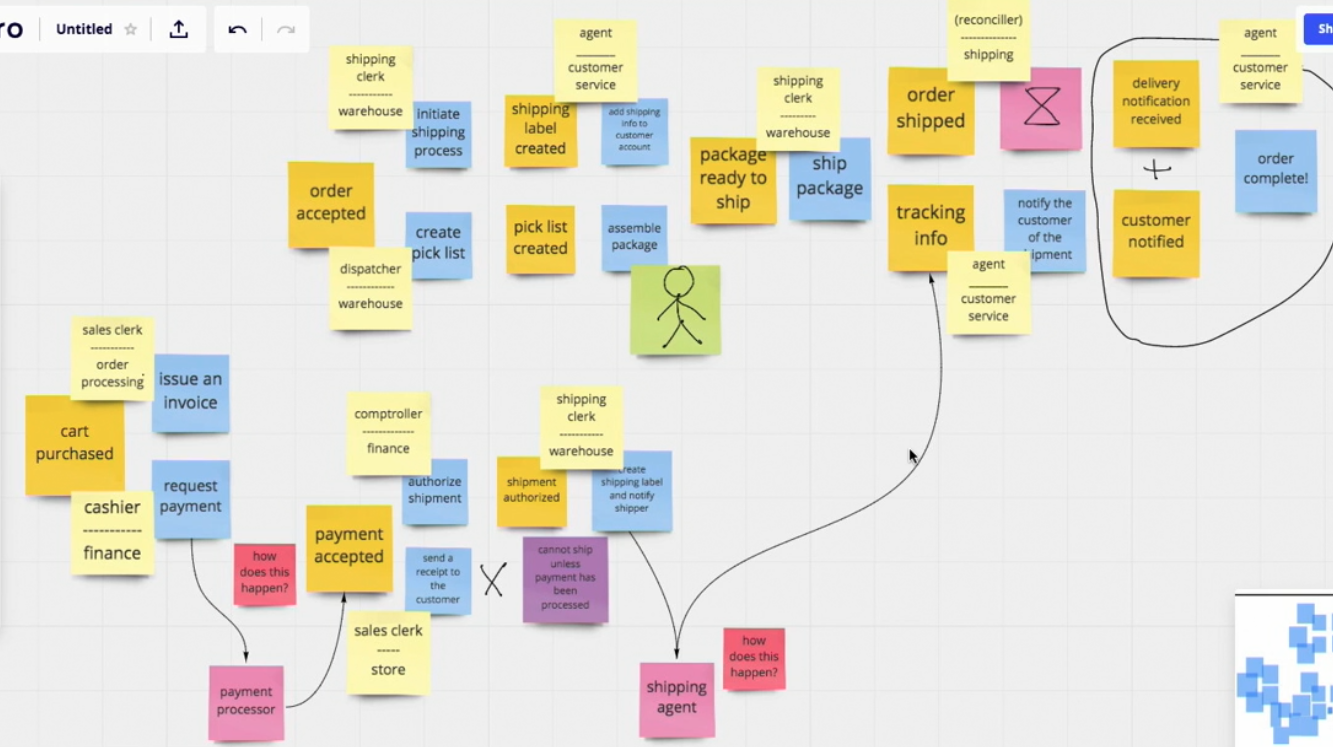 ro
Untitled
Sh
shipping
clerk
-----------
warehouse
initiate
shipping
process
order
accepted
create
pick list
dispatcher
------------
warehouse
agent
customer
service
shipping
label
created
add shipping
info to
customer
account
pick list
created
assemble
package
shipping
clerk
---------
warehouse
package
ready to
ship
ship
package
(reconciller)
--------------
shipping
order
shipped
tracking
info
notify the
customer
of the
agent
customer
service
delivery
notification
received
+
customer
notified
agent
customer
service
order
complete!
sales clerk
-----------
order
processing
issue an
invoice
cart
purchased
request
payment
cashier
------------
finance
how
does this
happen?
payment
processor
comptroller
-------------
finance
authorize
shipment
payment
accepted
send a
receipt to
the
customer
sales clerk
-----
store
X
shipping
clerk
-----------
warehouse
shipment
authorized
create
shipping label
and notify
shipper
cannot ship
unless
payment has
been
processed
shipping
agent
how
does this
happen?